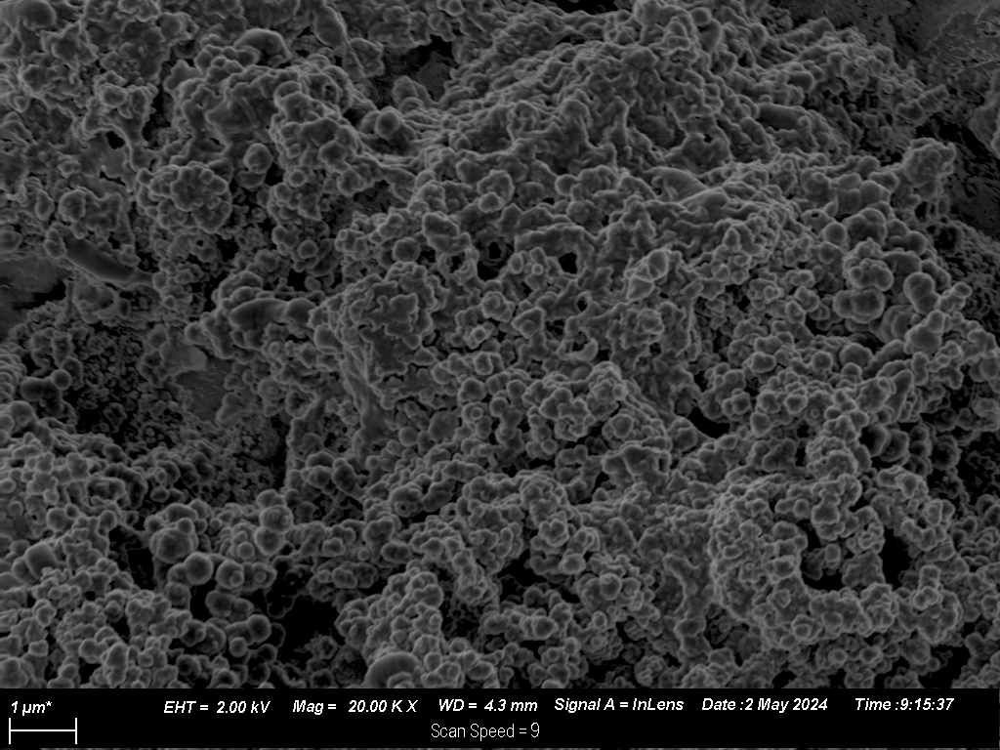 1 µm* EHT = 2.00 kV Mag = 20.00 K X WD = 4.3 mm Signal A = InLens Date :2 May 2024 Time :9:15:37
Scan Speed = 9